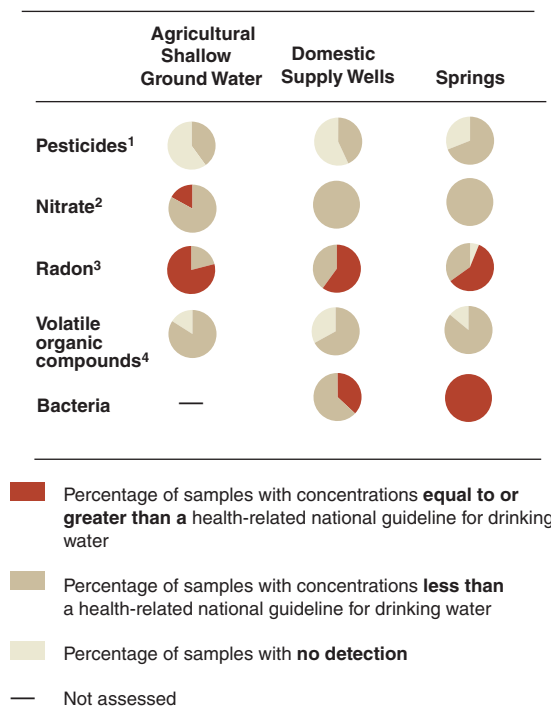 Agricultural
Shallow
Ground Water
Domestic
Supply Wells
Springs
Pesticides1
Nitrate2
Radon3
Volatile
organic
compounds4
Bacteria
—
Percentage of samples with concentrations equal to or
greater than a health-related national guideline for drinking
water
Percentage of samples with concentrations less than
a health-related national guideline for drinking water
Percentage of samples with no detection
— Not assessed